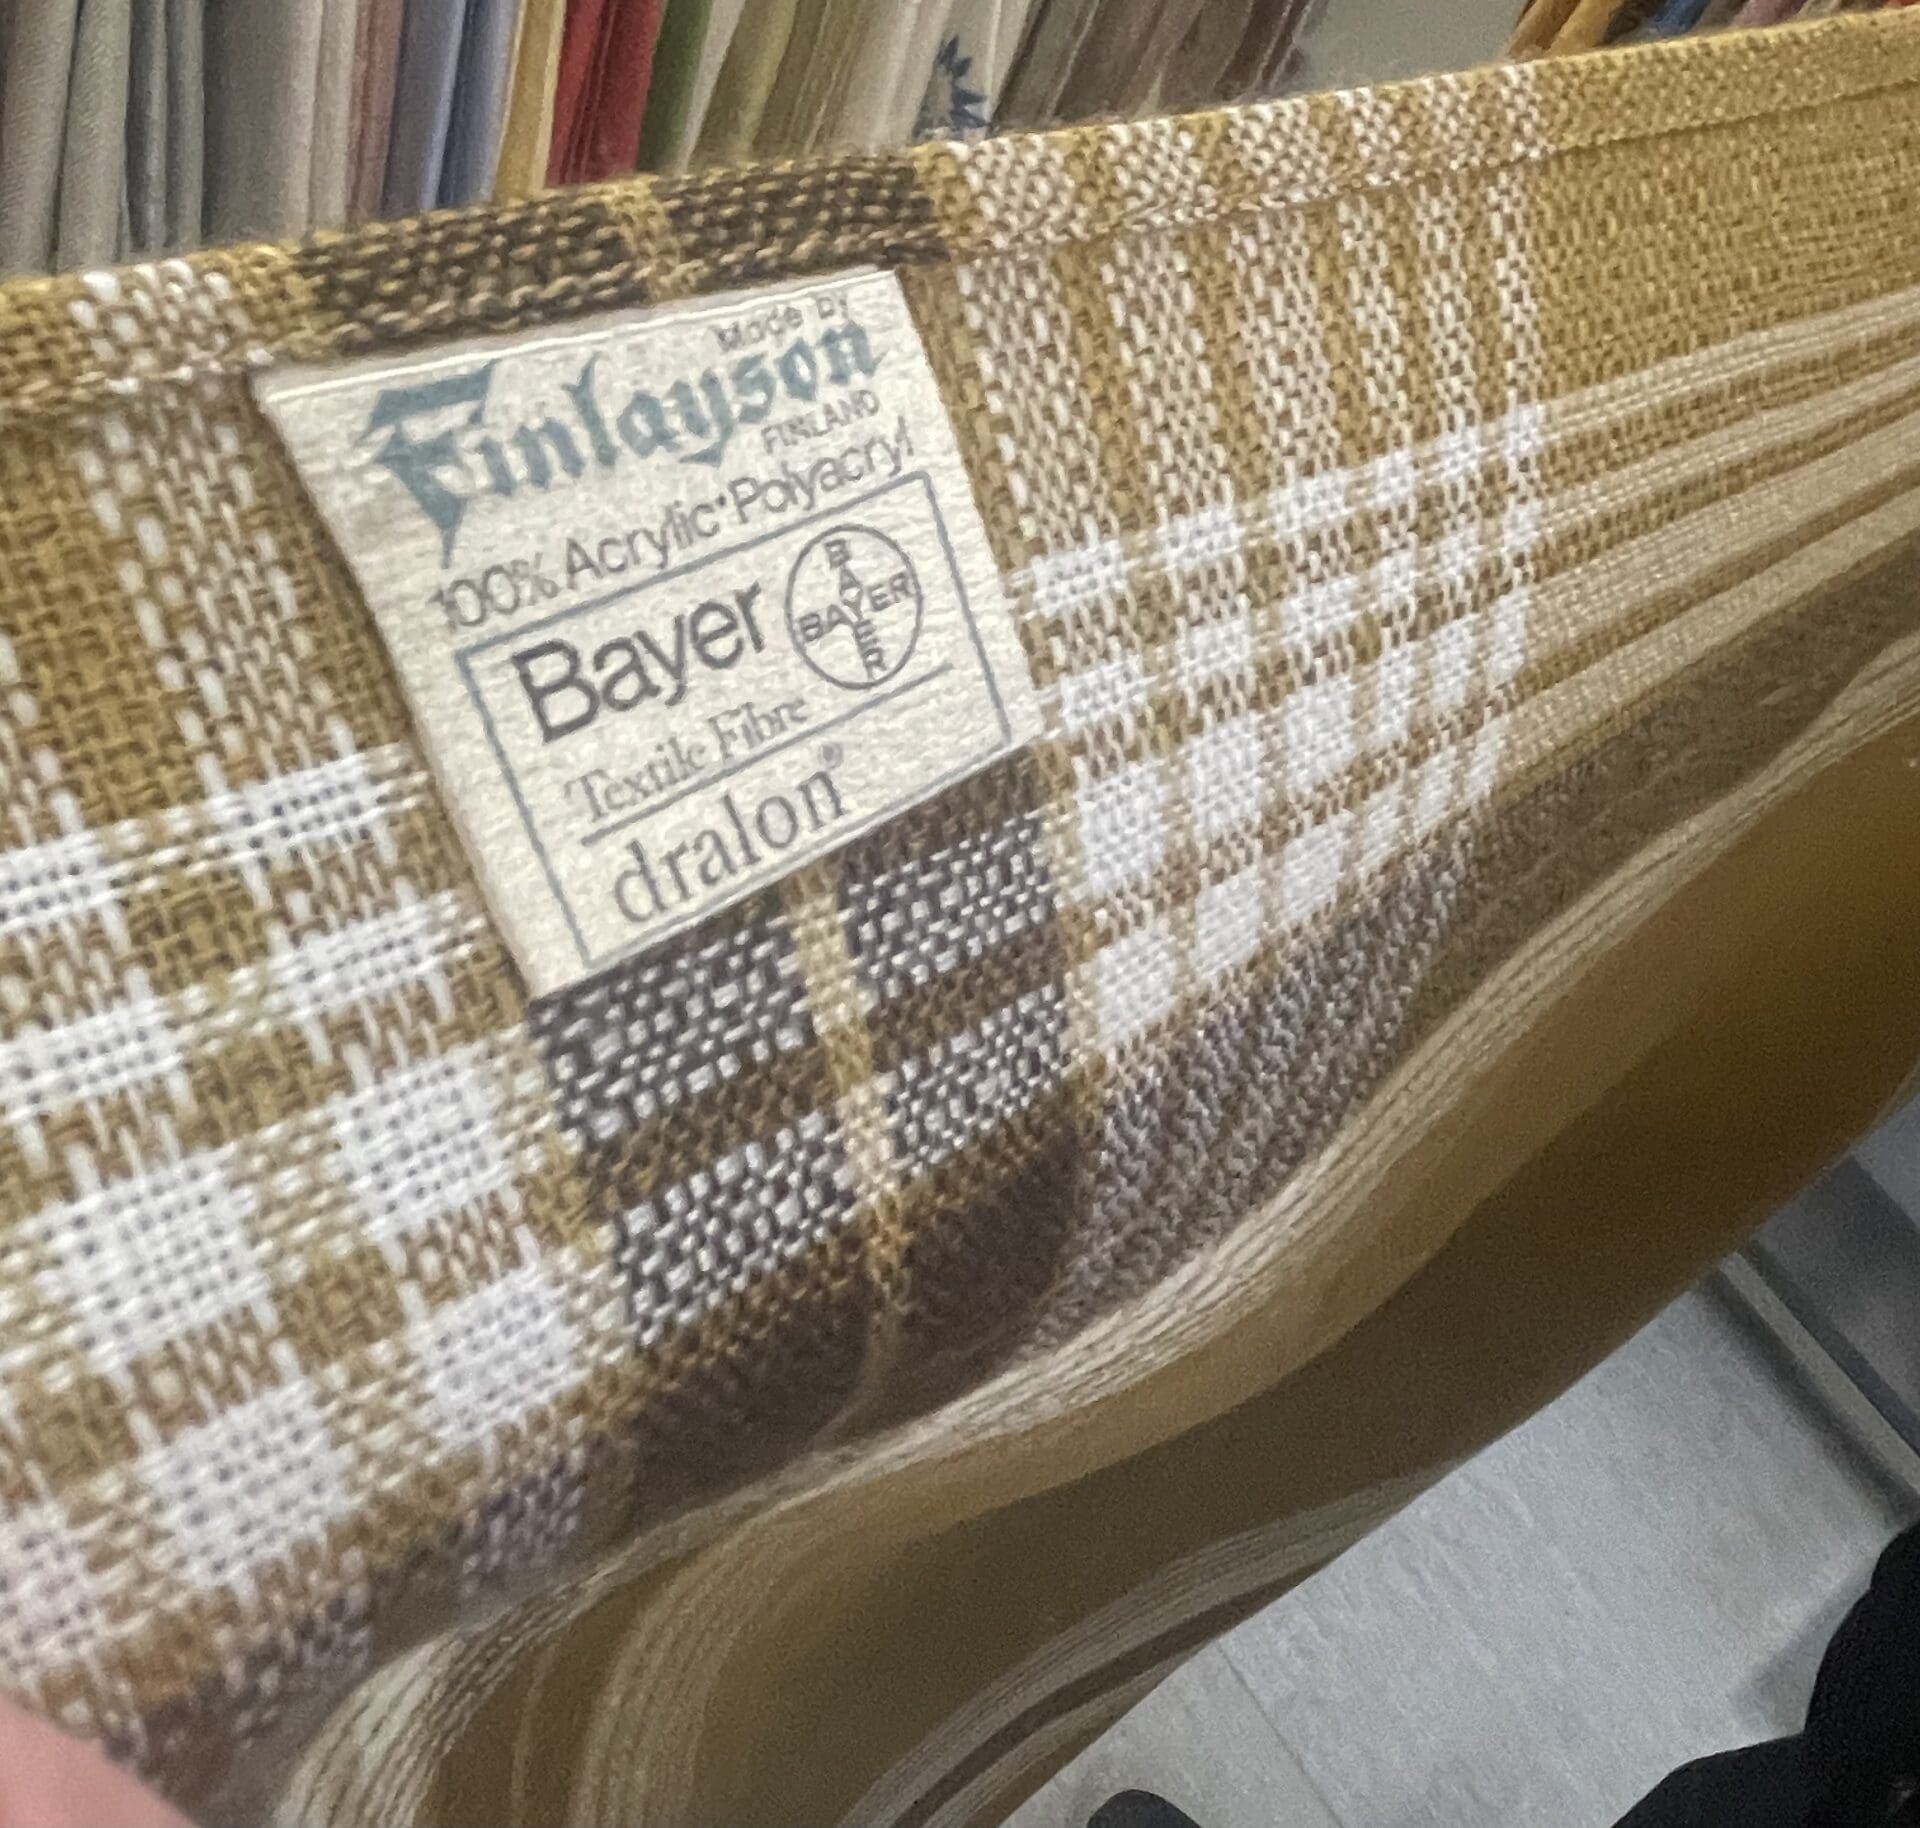 Made by
Finlayson
FINLAND
100% Acrylic•Polyacryl
Bayer
BAYER
BAYER
Textile Fibre
dralon®